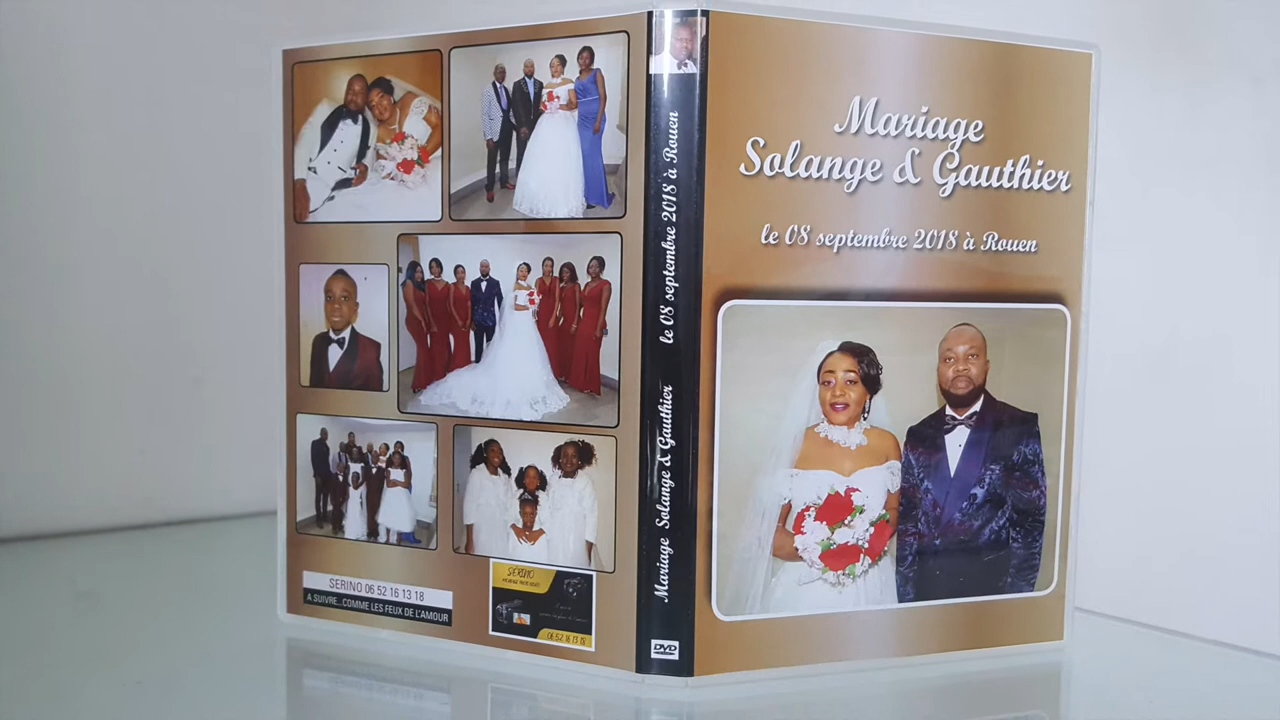 Mariage
Solange & Gauthier
le 08 septembre 2018 à Rouen
Mariage Solange & Gauthier le 08 septembre 2018 à Rouen
DVD
SERINO 06 52 16 13 18
A SUIVRE...COMME LES FEUX DE L'AMOUR
SERINO
06 52 16 13 18